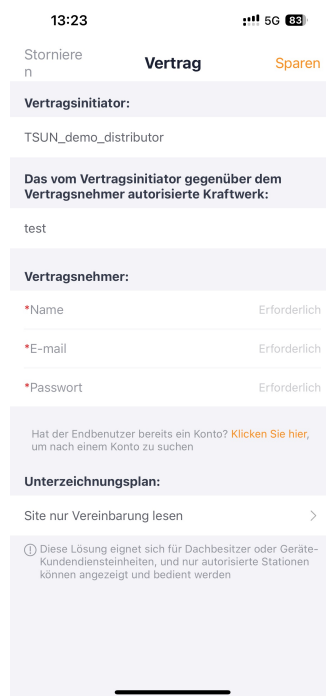 13:23
5G 83
Stornieren
Vertrag
Sparen
Vertragsinitiator:
TSUN_demo_distributor
Das vom Vertragsinitiator gegenüber dem
Vertragsnehmer autorisierte Kraftwerk:
test
Vertragsnehmer:
*Name Erforderlich
*E-mail Erforderlich
*Passwort Erforderlich
Hat der Endbenutzer bereits ein Konto? Klicken Sie hier,
um nach einem Konto zu suchen
Unterzeichnungsplan:
Site nur Vereinbarung lesen
Diese Lösung eignet sich für Dachbesitzer oder Geräte-
Kundendiensteinheiten, und nur autorisierte Stationen
können angezeigt und bedient werden